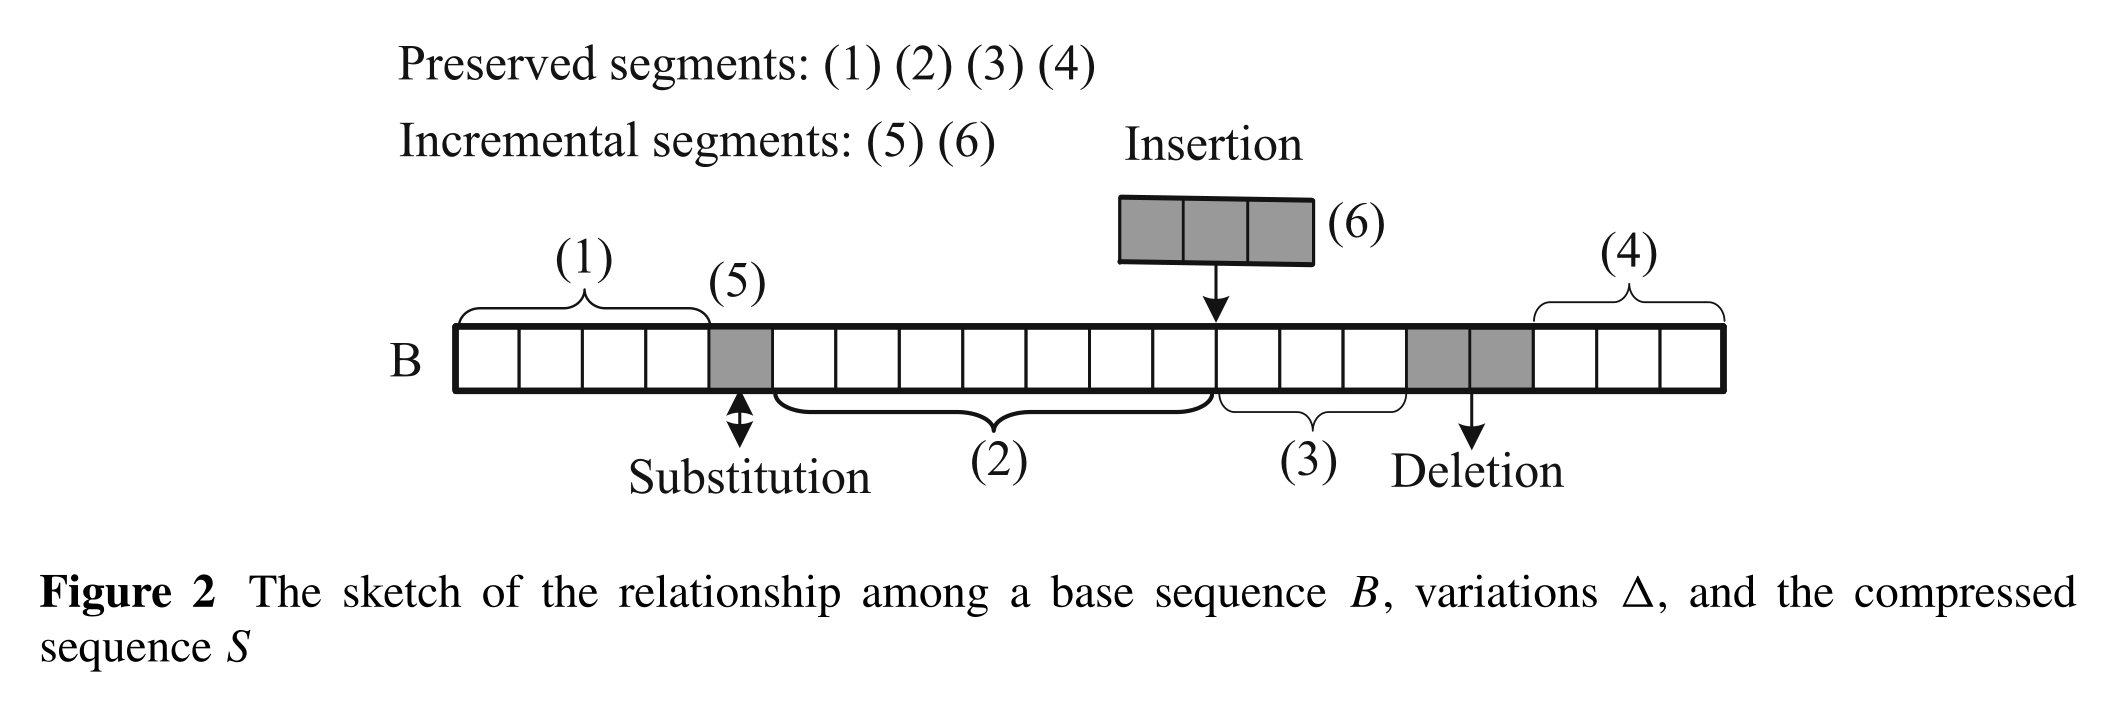 Preserved segments: (1) (2) (3) (4)
Incremental segments: (5) (6)
Insertion
(6)
(1)
(5)
(4)
B
Substitution
(2)
(3)
Deletion
Figure 2 The sketch of the relationship among a base sequence B, variations Δ, and the compressed
sequence S